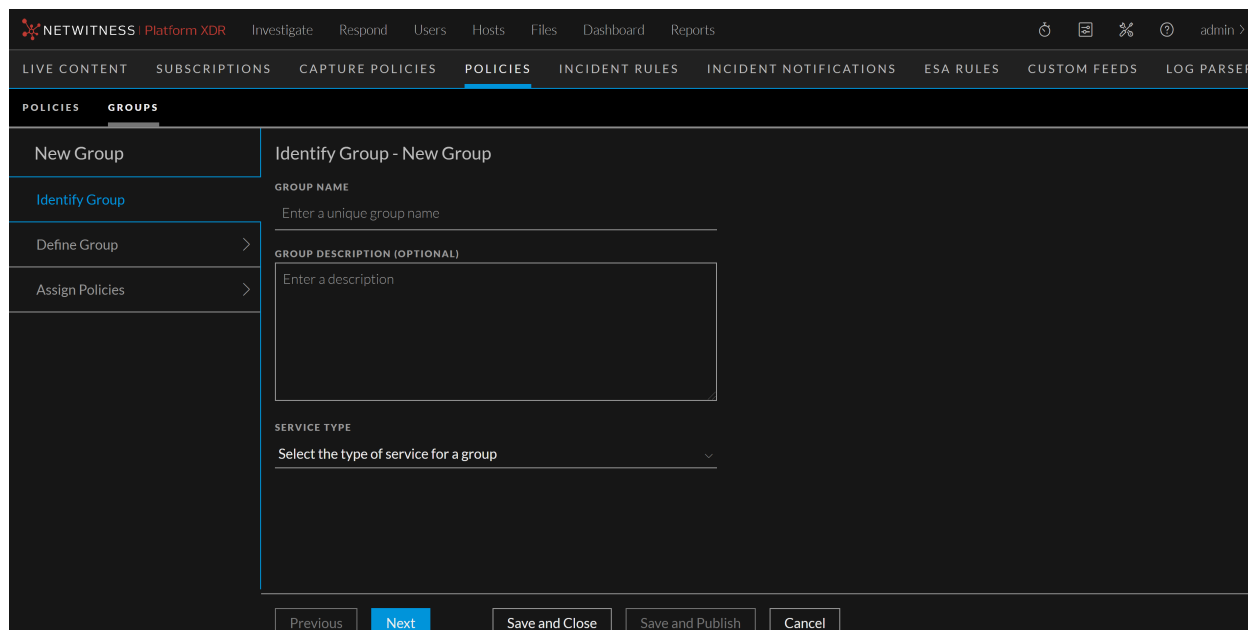 NETWITNESS Platform XDR Investigate Respond Users Hosts Files Dashboard Reports admin
LIVE CONTENT SUBSCRIPTIONS CAPTURE POLICIES POLICIES INCIDENT RULES INCIDENT NOTIFICATIONS ESA RULES CUSTOM FEEDS LOG PARSER
POLICIES GROUPS
New Group
Identify Group
Define Group
Assign Policies
Identify Group - New Group
GROUP NAME
Enter a unique group name
GROUP DESCRIPTION (OPTIONAL)
Enter a description
SERVICE TYPE
Select the type of service for a group
Previous Next Save and Close Save and Publish Cancel